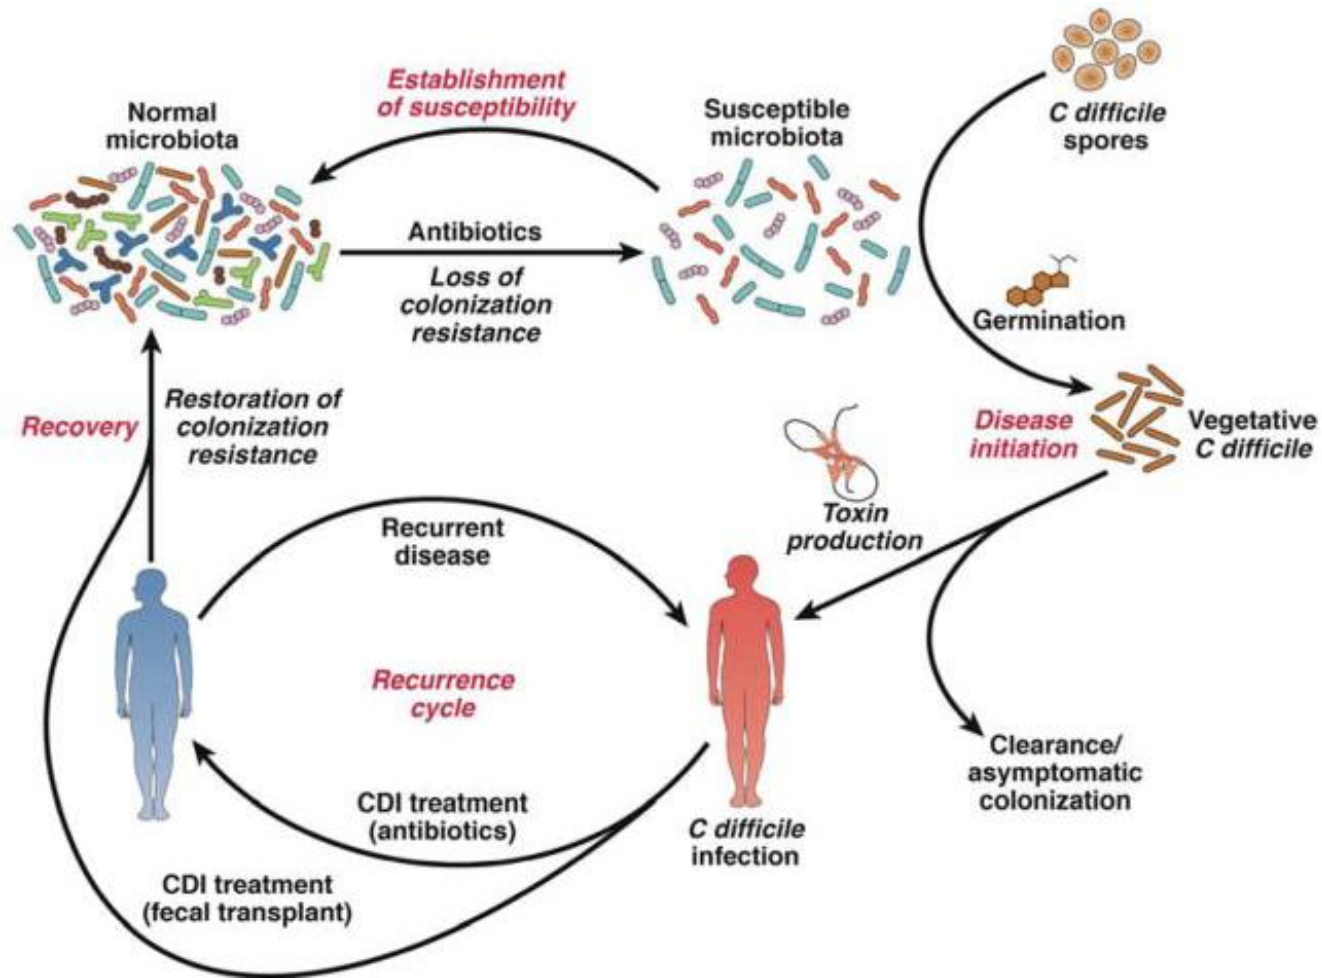 Establishment
of susceptibility
Normal
microbiota
Susceptible
microbiota
C difficile
spores
Antibiotics
Loss of
colonization
resistance
Germination
Recovery
Restoration of
colonization
resistance
Disease
initiation
Vegetative
C difficile
Toxin
production
Recurrent
disease
Recurrence
cycle
Clearance/
asymptomatic
colonization
CDI treatment
(antibiotics)
C difficile
infection
CDI treatment
(fecal transplant)